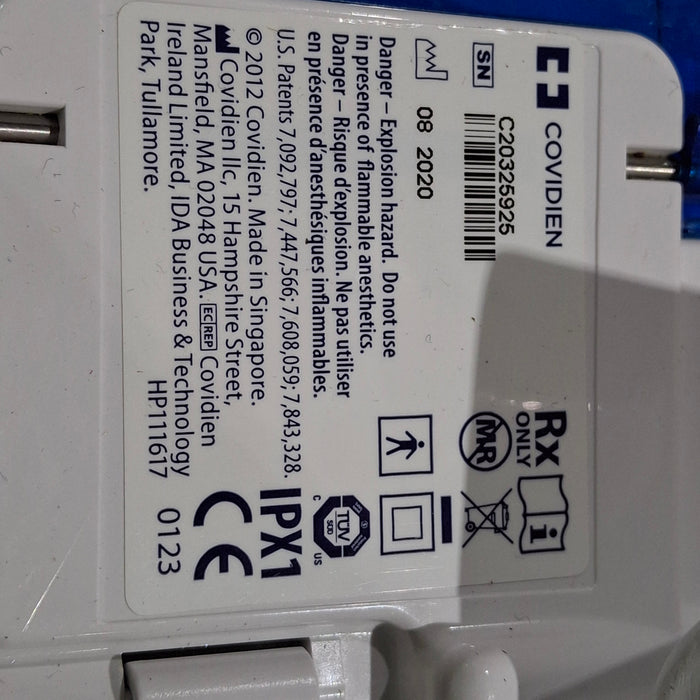 COVIDIEN
SN
C20325925
08 2020
Danger – Explosion hazard. Do not use
in presence of flammable anesthetics.
Danger – Risque d'explosion. Ne pas utiliser
en présence d'anesthésiques inflammables.
U.S. Patents 7,092,797; 7,447,566; 7,608,059; 7,843,328.
© 2012 Covidien. Made in Singapore.
Covidien llc, 15 Hampshire Street,
Mansfield, MA 02048 USA. EC REP Covidien
Ireland Limited, IDA Business & Technology
Park, Tullamore.
HP111617
Rx
ONLY
i
MR
C
TÜV
SÜD
US
IPX1
CE
0123